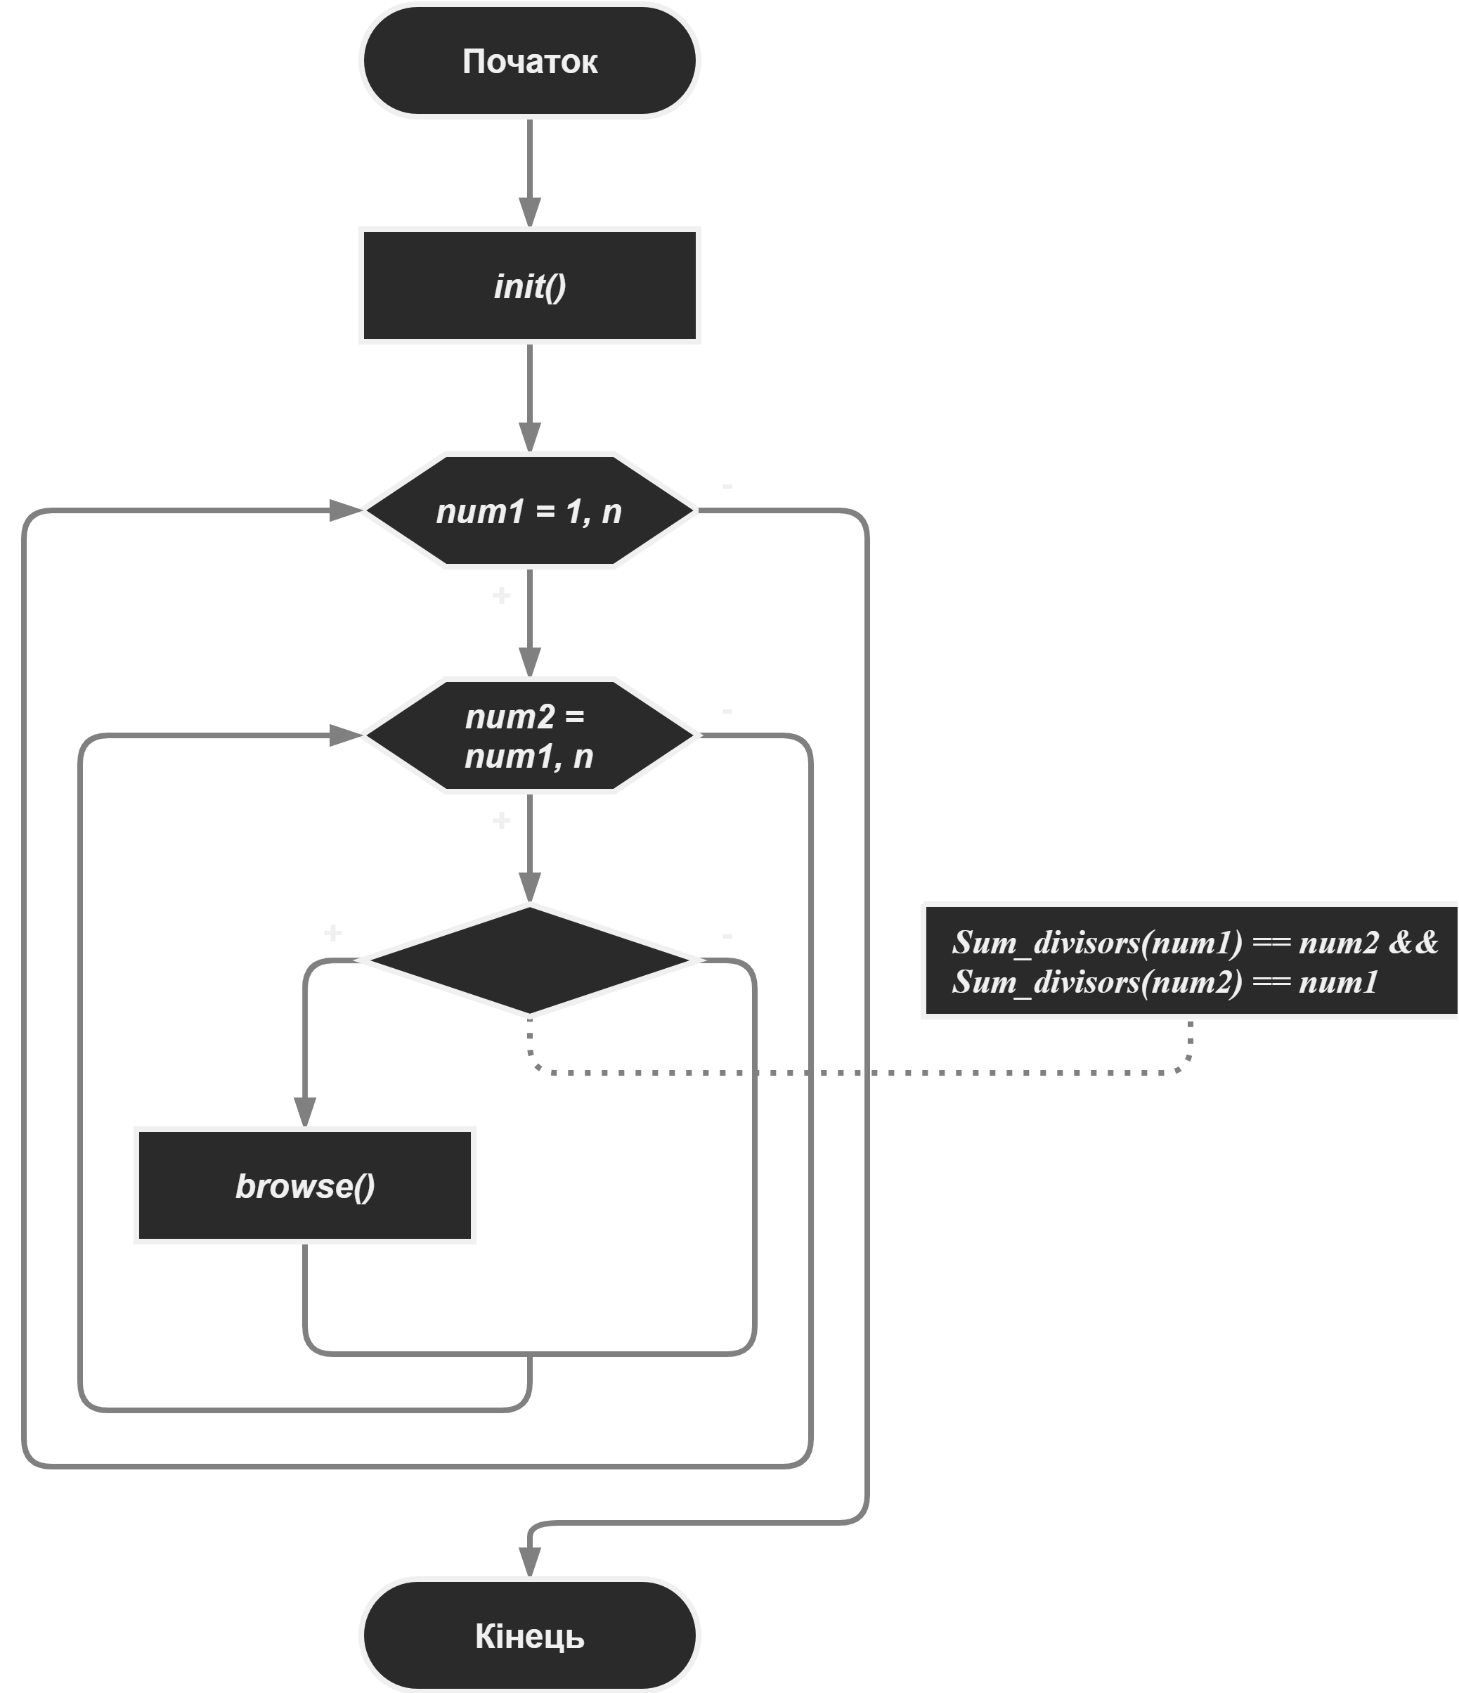 Початок
init()
num1 = 1, n
-
+
num2 =
num1, n
-
+
+
-
Sum_divisors(num1) == num2 &&
Sum_divisors(num2) == num1
browse()
Кінець